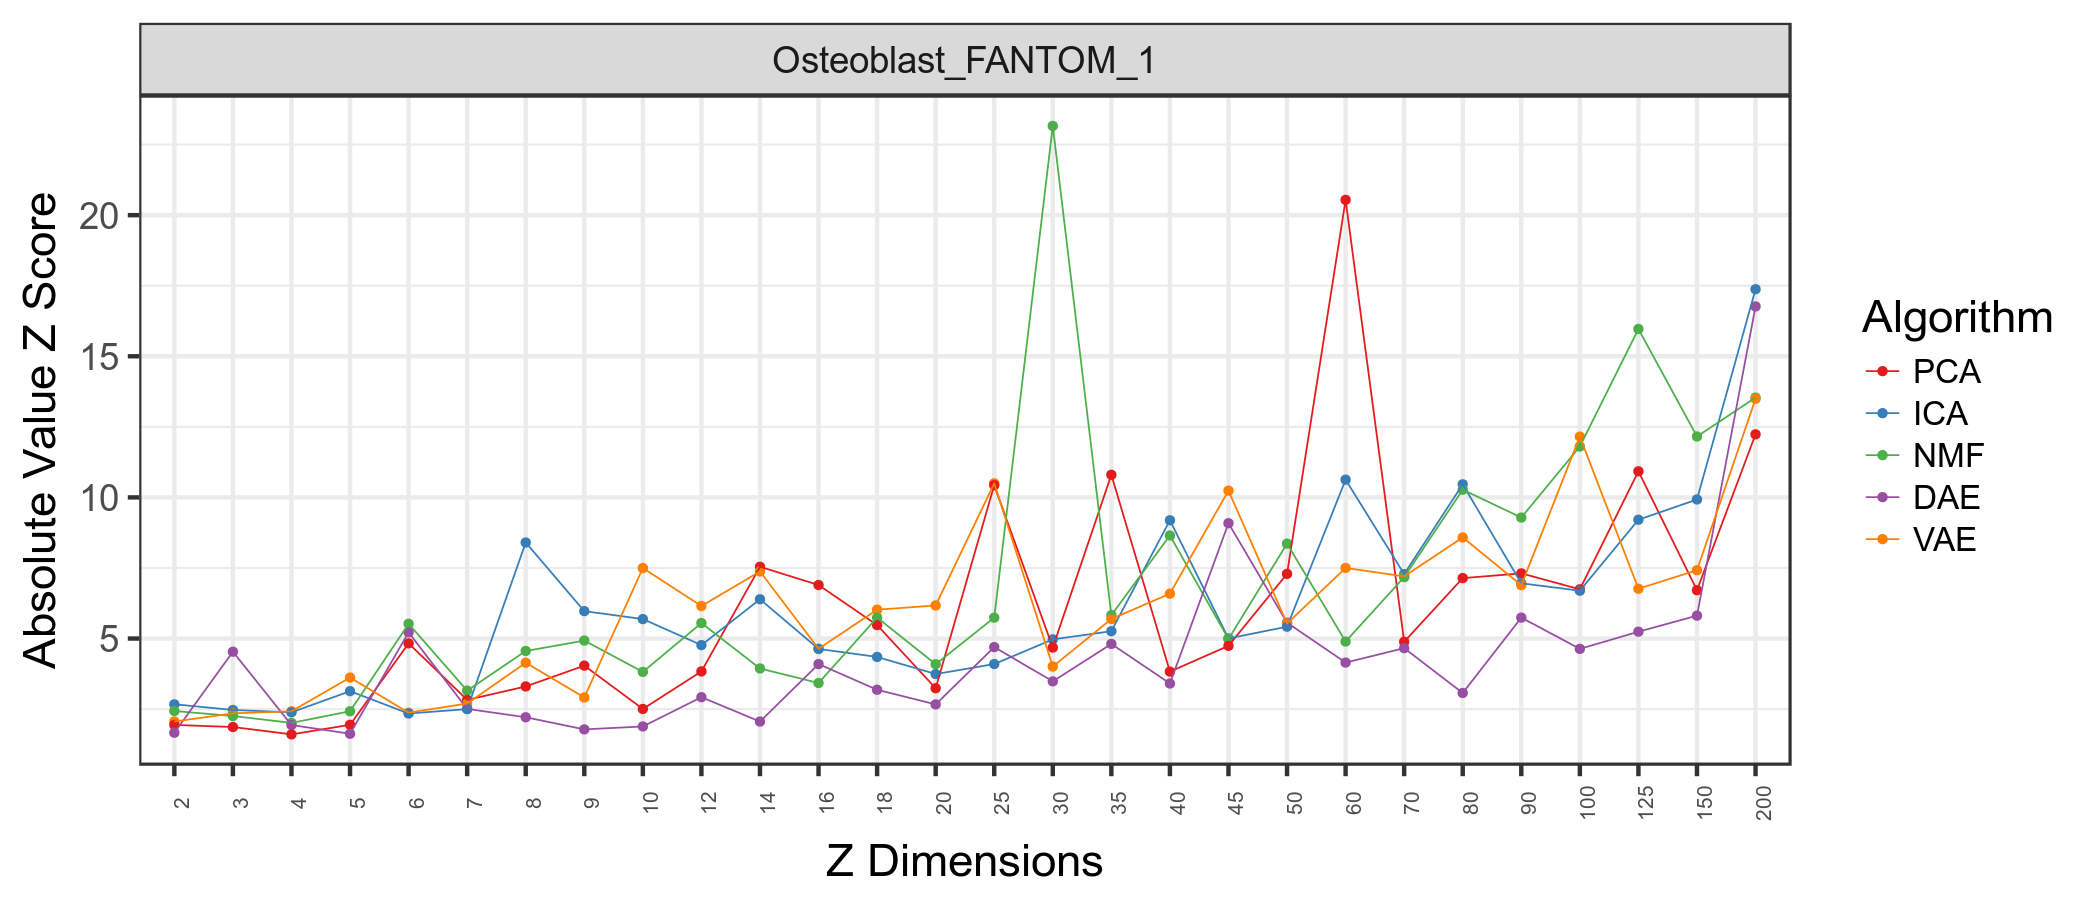 Osteoblast_FANTOM_1
Absolute Value Z Score
20
15
10
5
2 3 4 5 6 7 8 9 10 12 14 16 18 20 25 30 35 40 45 50 60 70 80 90 100 125 150 200
Z Dimensions
Algorithm
PCA
ICA
NMF
DAE
VAE